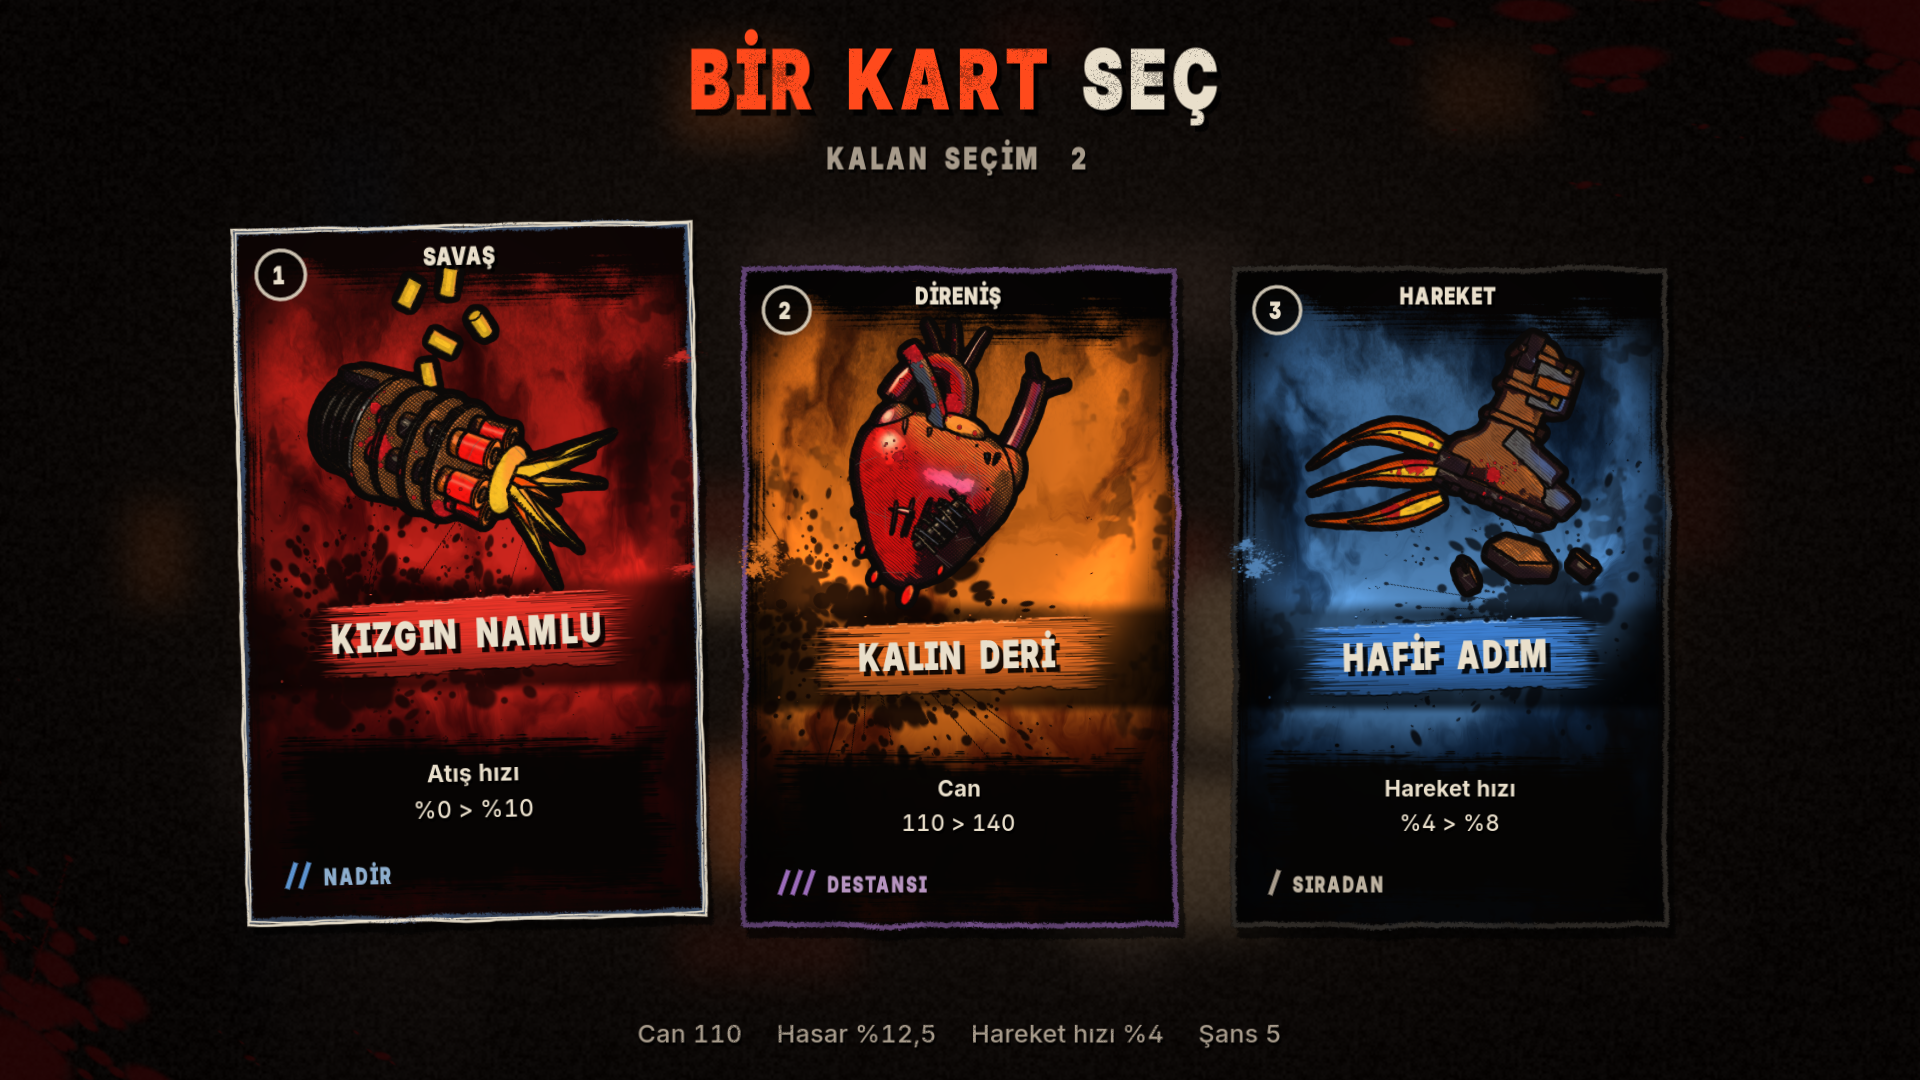 BİR KART SEÇ
KALAN SEÇİM 2
1
SAVAŞ
KIZGIN NAMLU
Atış hızı
%0 > %10
// NADİR
2
DİRENİŞ
KALIN DERİ
Can
110 > 140
/// DESTANSI
3
HAREKET
HAFİF ADIM
Hareket hızı
%4 > %8
/ SIRADAN
Can 110 Hasar %12,5 Hareket hızı %4 Şans 5